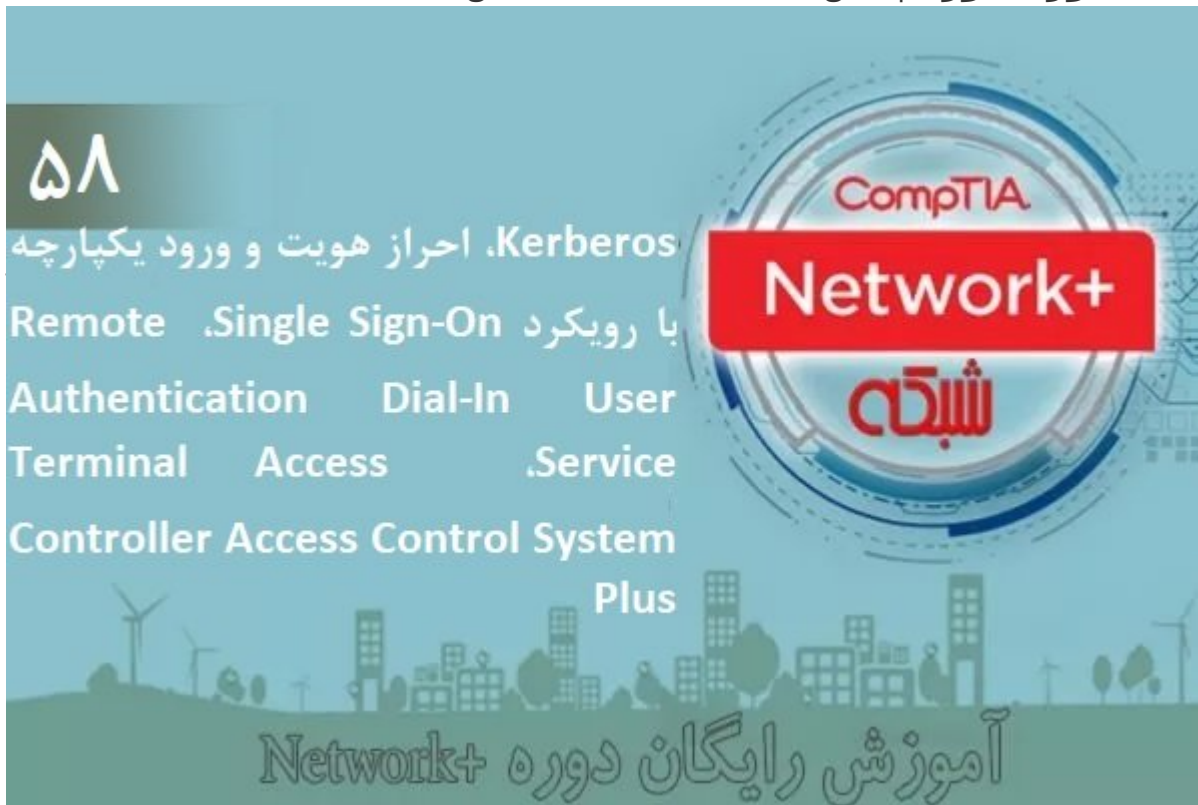 ۵۸
Kerberos، احراز هویت و ورود یکپارچه
با رویکرد Single Sign-On، Remote
Authentication Dial-In User
Service، Terminal Access
Controller Access Control System
Plus
CompTIA
Network+
شبکه
آموزش رایگان دوره Network+